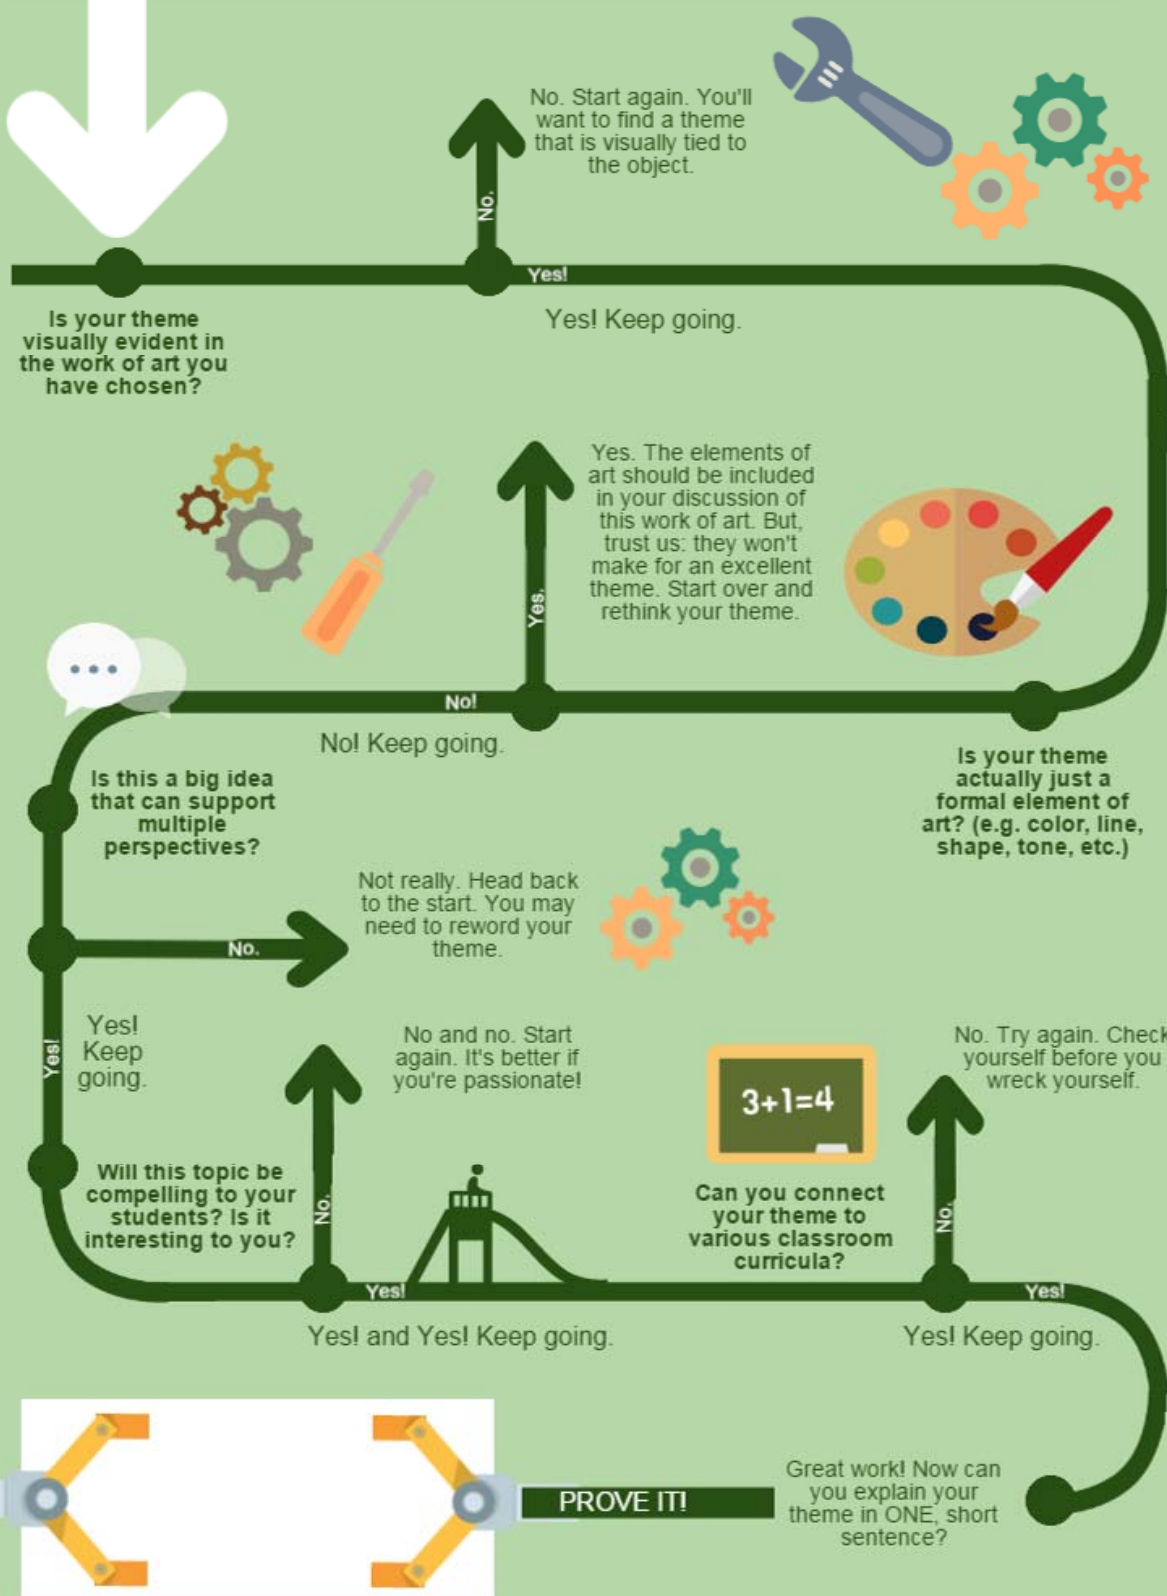 No. Start again. You'll
want to find a theme
that is visually tied to
the object.
No.
Yes!
Yes! Keep going.
Is your theme
visually evident in
the work of art you
have chosen?
Yes. The elements of
art should be included
in your discussion of
this work of art. But,
trust us: they won't
make for an excellent
theme. Start over and
rethink your theme.
Yes.
No!
No! Keep going.
Is your theme
actually just a
formal element of
art? (e.g. color, line,
shape, tone, etc.)
Is this a big idea
that can support
multiple
perspectives?
Not really. Head back
to the start. You may
need to reword your
theme.
No.
Yes!
Yes!
Keep
going.
No and no. Start
again. It's better if
you're passionate!
No. Try again. Check
yourself before you
wreck yourself.
3+1=4
Will this topic be
compelling to your
students? Is it
interesting to you?
No.
Can you connect
your theme to
various classroom
curricula?
No.
Yes!
Yes!
Yes! and Yes! Keep going.
Yes! Keep going.
Great work! Now can
you explain your
theme in ONE, short
sentence?
PROVE IT!